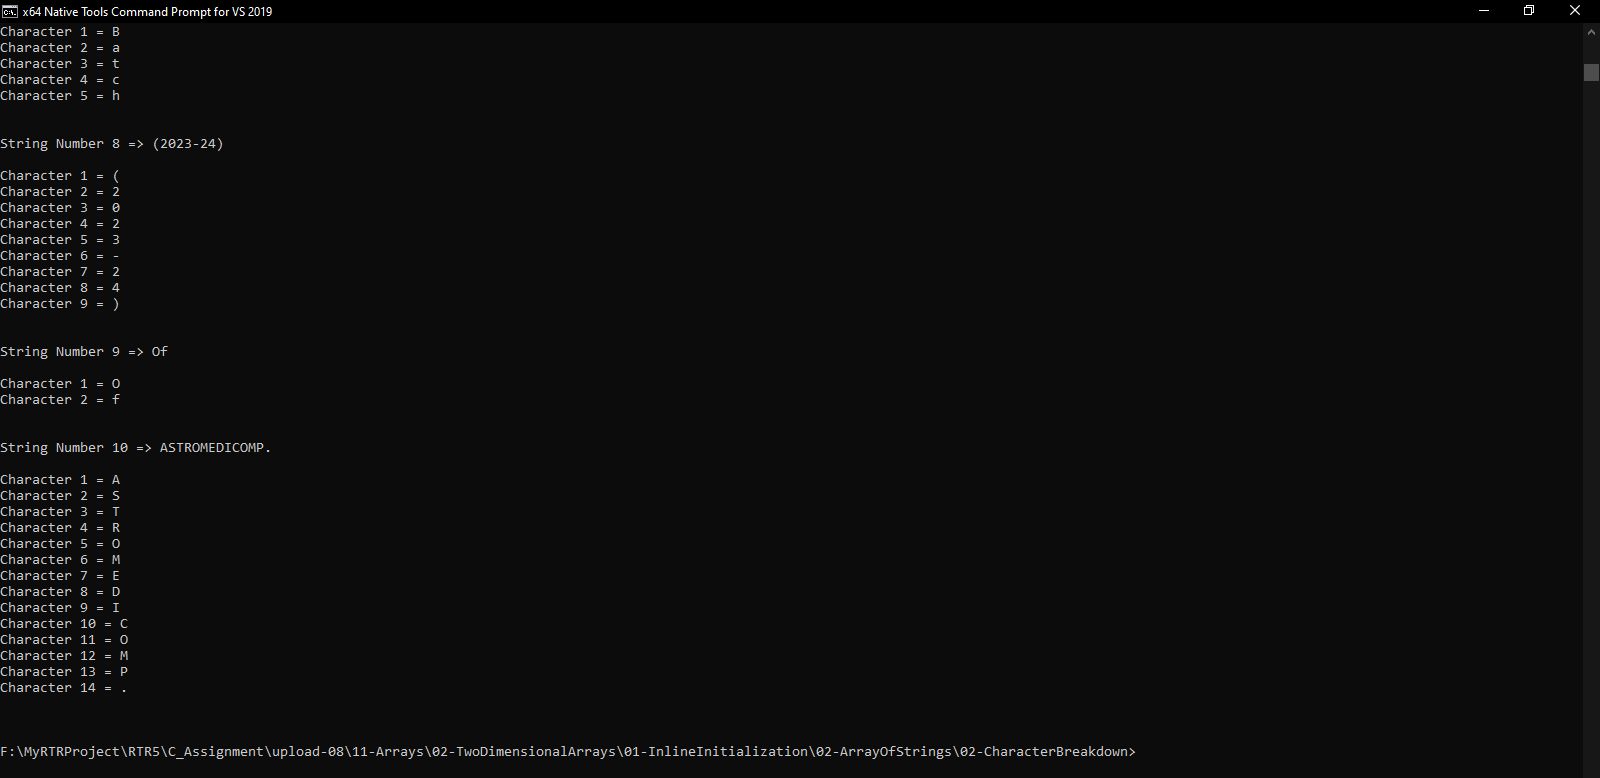 x64 Native Tools Command Prompt for VS 2019
Character 1 = B
Character 2 = a
Character 3 = t
Character 4 = c
Character 5 = h
String Number 8 => (2023-24)
Character 1 = (
Character 2 = 2
Character 3 = 0
Character 4 = 2
Character 5 = 3
Character 6 = -
Character 7 = 2
Character 8 = 4
Character 9 = )
String Number 9 => Of
Character 1 = O
Character 2 = f
String Number 10 => ASTROMEDICOMP.
Character 1 = A
Character 2 = S
Character 3 = T
Character 4 = R
Character 5 = O
Character 6 = M
Character 7 = E
Character 8 = D
Character 9 = I
Character 10 = C
Character 11 = O
Character 12 = M
Character 13 = P
Character 14 = .
F:\MyRTRProject\RTR5\C_Assignment\upload-08\11-Arrays\02-TwoDimensionalArrays\01-InlineInitialization\02-ArrayOfStrings\02-CharacterBreakdown>